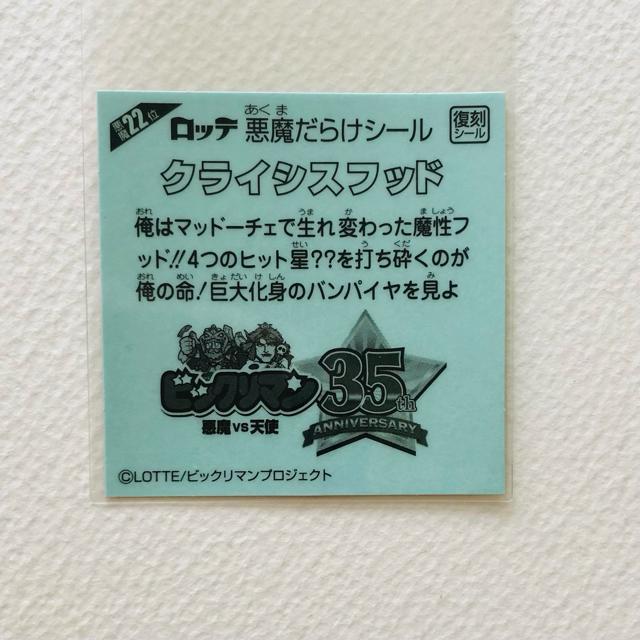 22位
ロッテ 悪魔だらけシール
あくま
復刻
シール
クライシスフッド
おれ うま か ましょう
俺はマッドーチェで生れ変わった魔性フ
せい う くだ
ッド!!4つのヒット星??を打ち砕くのが
おれ めい きょだいけしん み
俺の命!巨大化身のバンパイヤを見よ
ビックリマン
悪魔VS天使
35th
ANNIVERSARY
©LOTTE/ビックリマンプロジェクト